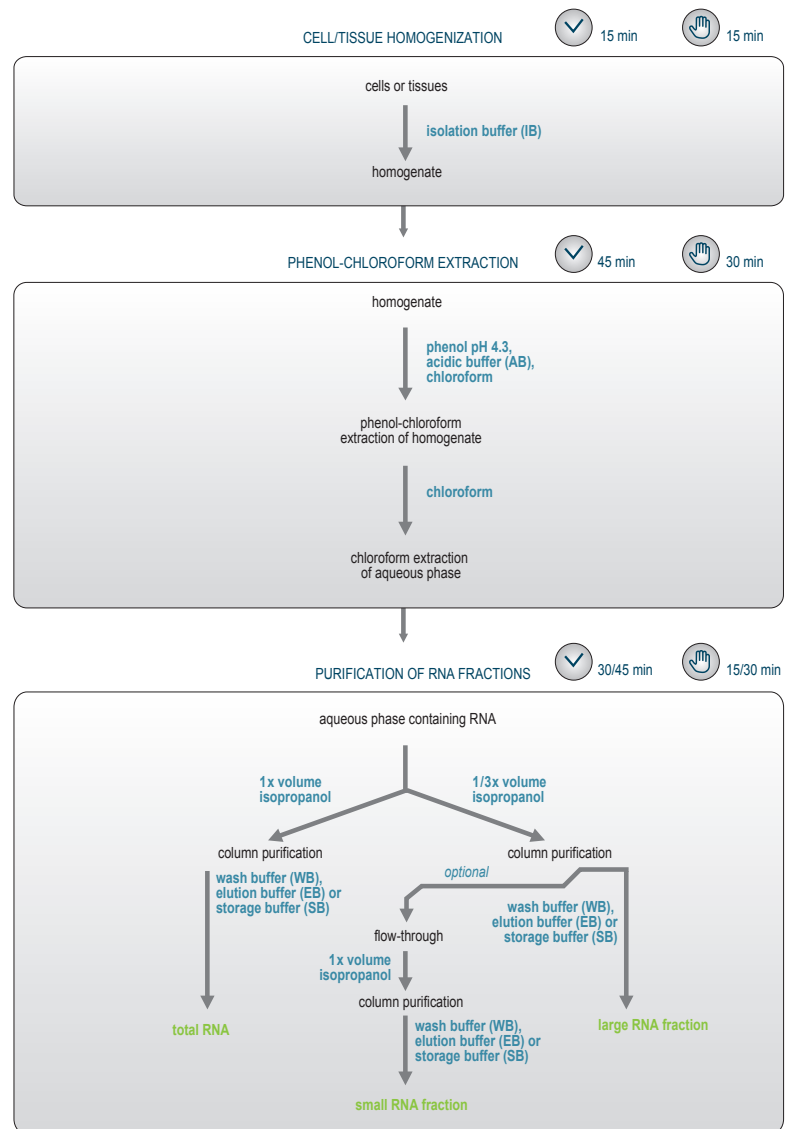 CELL/TISSUE HOMOGENIZATION
15 min
15 min
cells or tissues
isolation buffer (IB)
homogenate
PHENOL-CHLOROFORM EXTRACTION
45 min
30 min
homogenate
phenol pH 4.3,
acidic buffer (AB),
chloroform
phenol-chloroform
extraction of homogenate
chloroform
chloroform extraction
of aqueous phase
PURIFICATION OF RNA FRACTIONS
30/45 min
15/30 min
aqueous phase containing RNA
1x volume
isopropanol
1/3x volume
isopropanol
column purification
column purification
wash buffer (WB),
elution buffer (EB) or
storage buffer (SB)
optional
wash buffer (WB),
elution buffer (EB) or
storage buffer (SB)
flow-through
1x volume
isopropanol
column purification
total RNA
large RNA fraction
wash buffer (WB),
elution buffer (EB) or
storage buffer (SB)
small RNA fraction